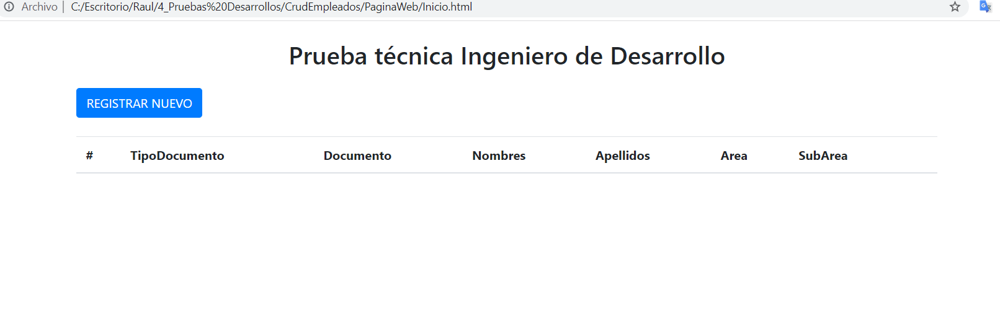 Archivo | C:/Escritorio/Raul/4_Pruebas%20Desarrollos/CrudEmpleados/PaginaWeb/Inicio.html
Prueba técnica Ingeniero de Desarrollo
REGISTRAR NUEVO
# TipoDocumento Documento Nombres Apellidos Area SubArea